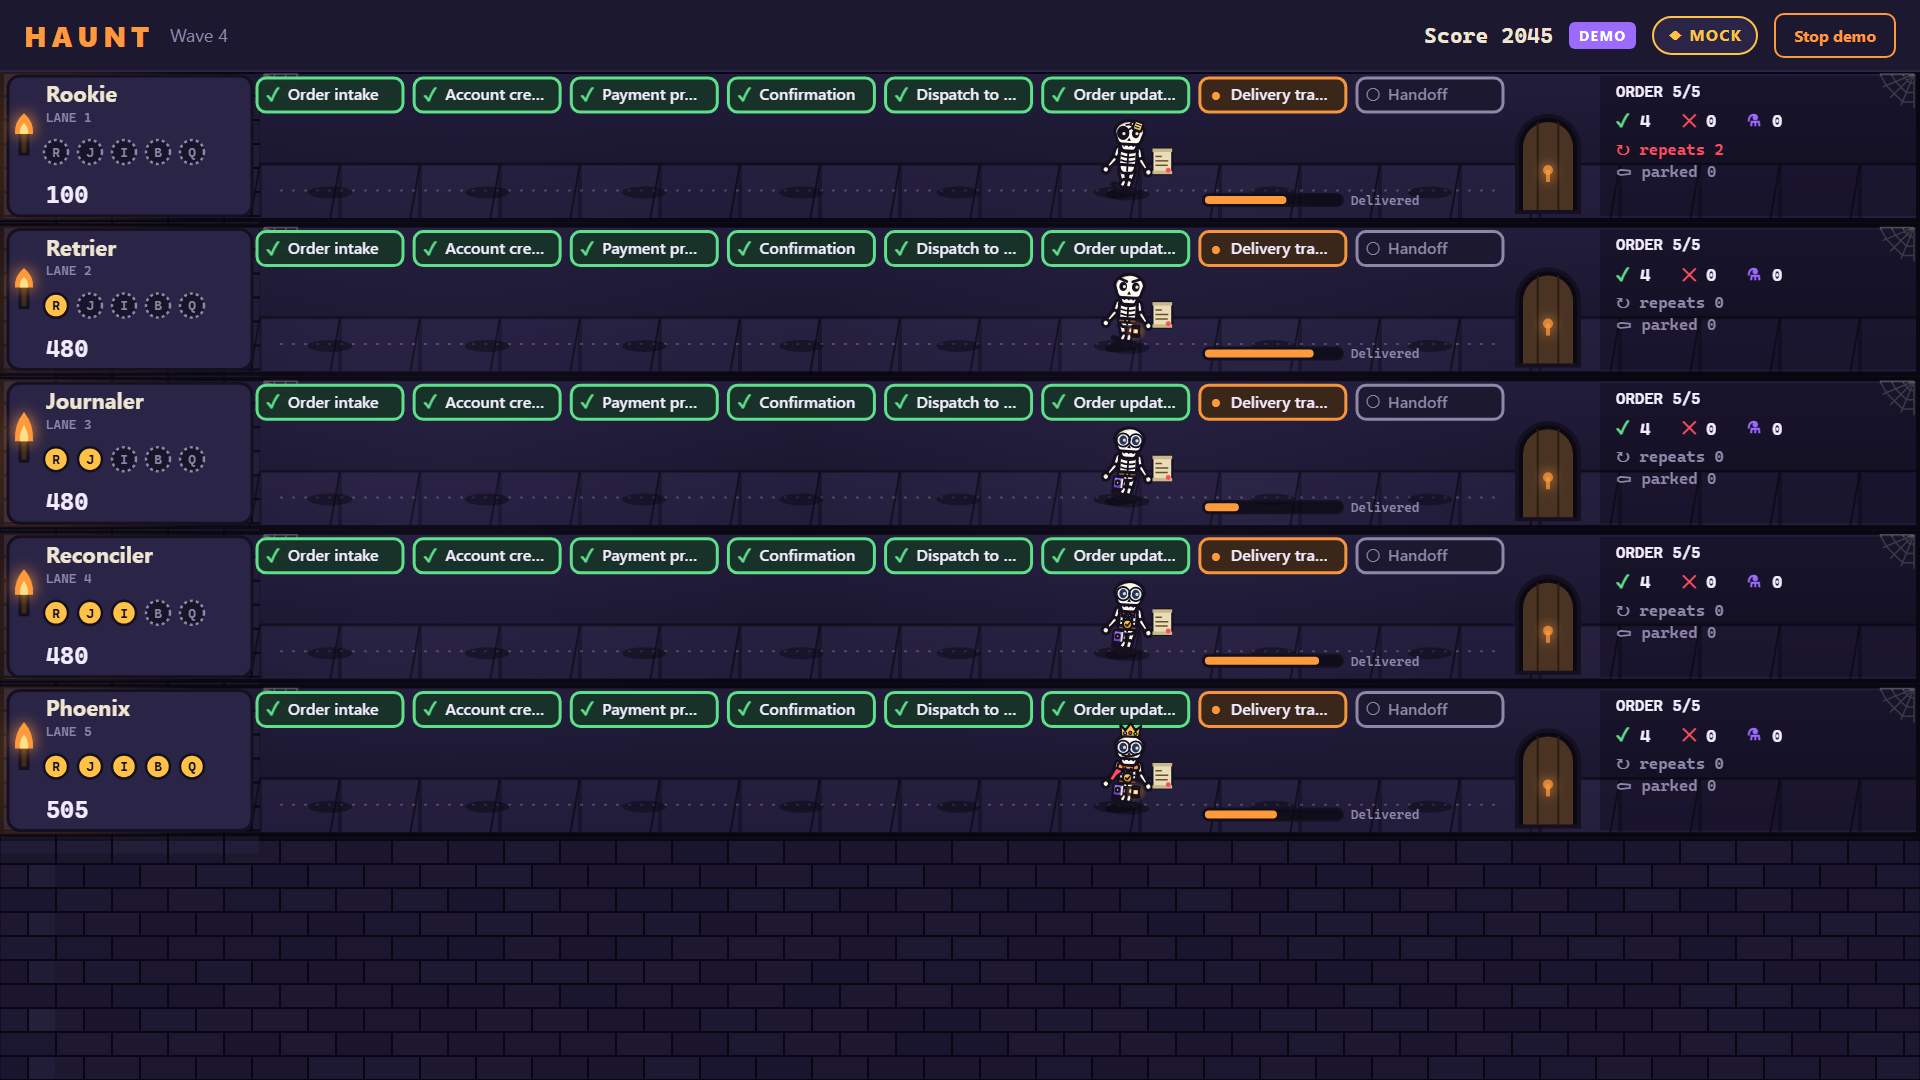 HAUNT Wave 4 Score 2045 DEMO MOCK Stop demo
Rookie
LANE 1
R J I B Q
100
Order intake Account cre... Payment pr... Confirmation Dispatch to ... Order updat... Delivery tra... Handoff
Delivered
ORDER 5/5
4 0 0
repeats 2
parked 0
Retrier
LANE 2
R J I B Q
480
Order intake Account cre... Payment pr... Confirmation Dispatch to ... Order updat... Delivery tra... Handoff
Delivered
ORDER 5/5
4 0 0
repeats 0
parked 0
Journaler
LANE 3
R J I B Q
480
Order intake Account cre... Payment pr... Confirmation Dispatch to ... Order updat... Delivery tra... Handoff
Delivered
ORDER 5/5
4 0 0
repeats 0
parked 0
Reconciler
LANE 4
R J I B Q
480
Order intake Account cre... Payment pr... Confirmation Dispatch to ... Order updat... Delivery tra... Handoff
Delivered
ORDER 5/5
4 0 0
repeats 0
parked 0
Phoenix
LANE 5
R J I B Q
505
Order intake Account cre... Payment pr... Confirmation Dispatch to ... Order updat... Delivery tra... Handoff
Delivered
ORDER 5/5
4 0 0
repeats 0
parked 0